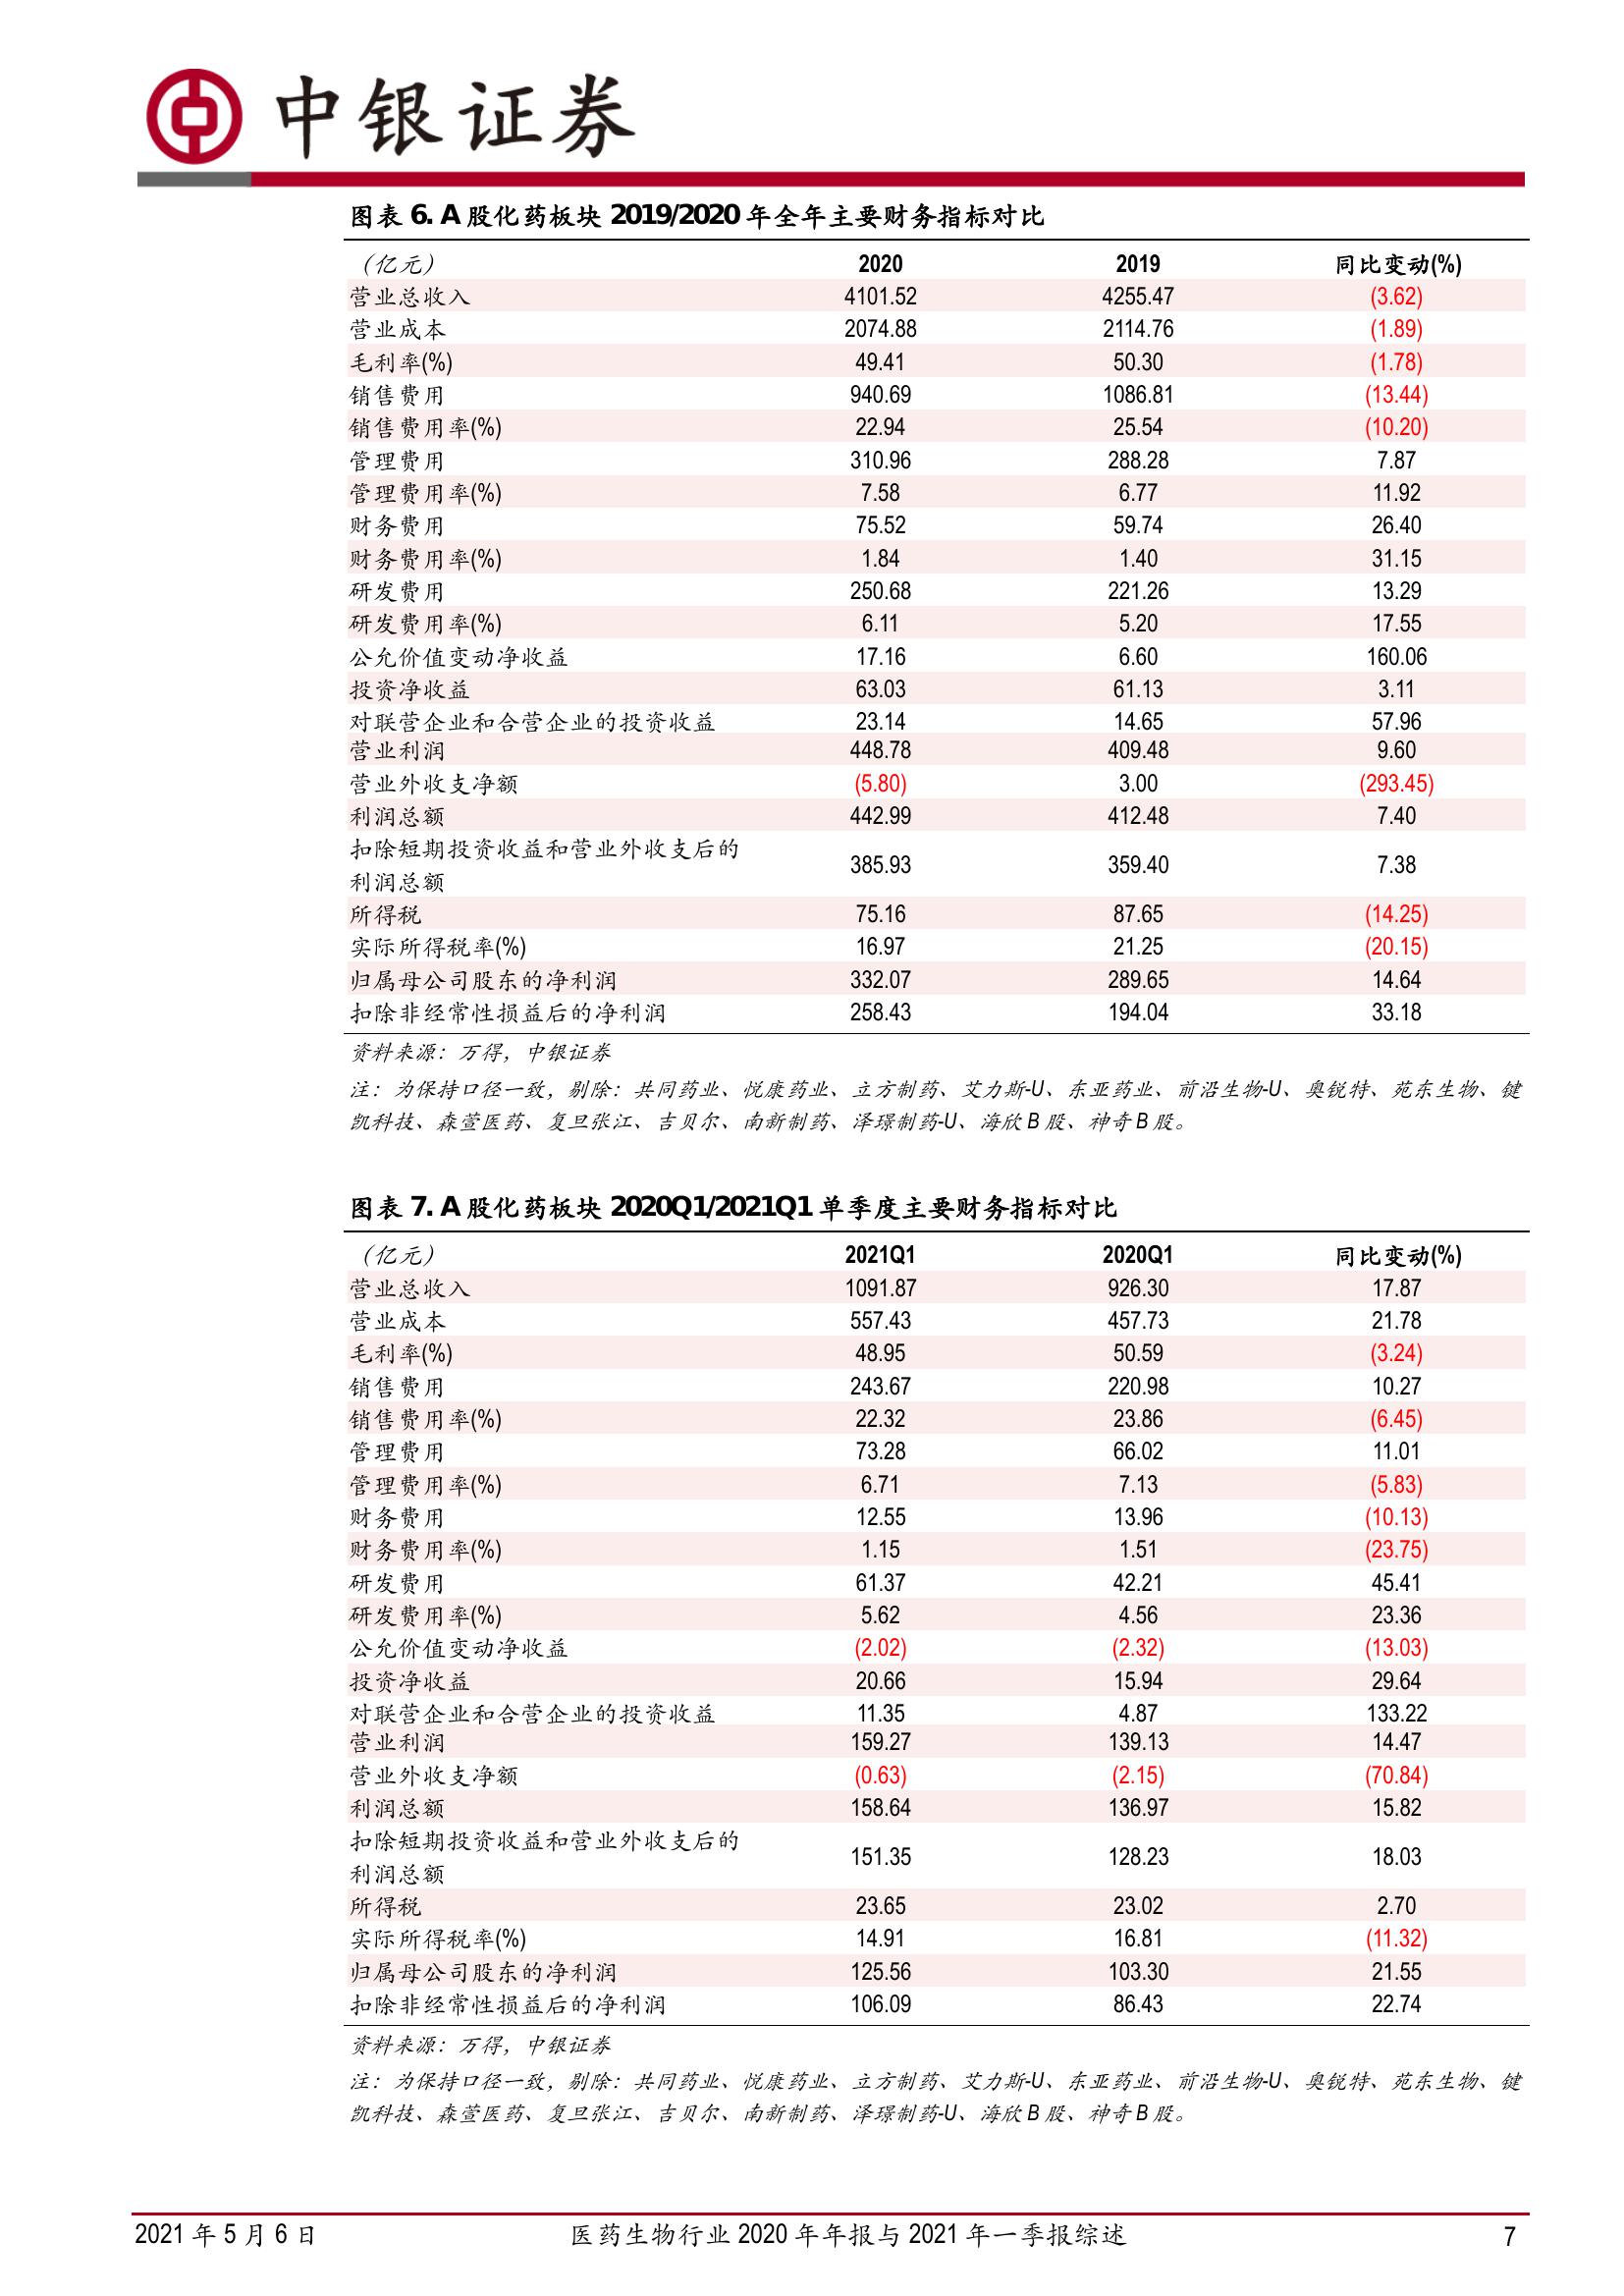 中银证券
图表 6. A 股化药板块 2019/2020 年全年主要财务指标对比
（亿元） 2020 2019 同比变动(%)
营业总收入 4101.52 4255.47 (3.62)
营业成本 2074.88 2114.76 (1.89)
毛利率(%) 49.41 50.30 (1.78)
销售费用 940.69 1086.81 (13.44)
销售费用率(%) 22.94 25.54 (10.20)
管理费用 310.96 288.28 7.87
管理费用率(%) 7.58 6.77 11.92
财务费用 75.52 59.74 26.40
财务费用率(%) 1.84 1.40 31.15
研发费用 250.68 221.26 13.29
研发费用率(%) 6.11 5.20 17.55
公允价值变动净收益 17.16 6.60 160.06
投资净收益 63.03 61.13 3.11
对联营企业和合营企业的投资收益 23.14 14.65 57.96
营业利润 448.78 409.48 9.60
营业外收支净额 (5.80) 3.00 (293.45)
利润总额 442.99 412.48 7.40
扣除短期投资收益和营业外收支后的
利润总额 385.93 359.40 7.38
所得税 75.16 87.65 (14.25)
实际所得税率(%) 16.97 21.25 (20.15)
归属母公司股东的净利润 332.07 289.65 14.64
扣除非经常性损益后的净利润 258.43 194.04 33.18
资料来源：万得，中银证券
注：为保持口径一致，剔除：共同药业、悦康药业、立方制药、艾力斯-U、东亚药业、前沿生物-U、奥锐特、苑东生物、键
凯科技、森萱医药、复旦张江、吉贝尔、南新制药、泽璟制药-U、海欣 B 股、神奇 B 股。
图表 7. A 股化药板块 2020Q1/2021Q1 单季度主要财务指标对比
（亿元） 2021Q1 2020Q1 同比变动(%)
营业总收入 1091.87 926.30 17.87
营业成本 557.43 457.73 21.78
毛利率(%) 48.95 50.59 (3.24)
销售费用 243.67 220.98 10.27
销售费用率(%) 22.32 23.86 (6.45)
管理费用 73.28 66.02 11.01
管理费用率(%) 6.71 7.13 (5.83)
财务费用 12.55 13.96 (10.13)
财务费用率(%) 1.15 1.51 (23.75)
研发费用 61.37 42.21 45.41
研发费用率(%) 5.62 4.56 23.36
公允价值变动净收益 (2.02) (2.32) (13.03)
投资净收益 20.66 15.94 29.64
对联营企业和合营企业的投资收益 11.35 4.87 133.22
营业利润 159.27 139.13 14.47
营业外收支净额 (0.63) (2.15) (70.84)
利润总额 158.64 136.97 15.82
扣除短期投资收益和营业外收支后的
利润总额 151.35 128.23 18.03
所得税 23.65 23.02 2.70
实际所得税率(%) 14.91 16.81 (11.32)
归属母公司股东的净利润 125.56 103.30 21.55
扣除非经常性损益后的净利润 106.09 86.43 22.74
资料来源：万得，中银证券
注：为保持口径一致，剔除：共同药业、悦康药业、立方制药、艾力斯-U、东亚药业、前沿生物-U、奥锐特、苑东生物、键
凯科技、森萱医药、复旦张江、吉贝尔、南新制药、泽璟制药-U、海欣 B 股、神奇 B 股。
2021 年 5 月 6 日 医药生物行业 2020 年年报与 2021 年一季报综述 7